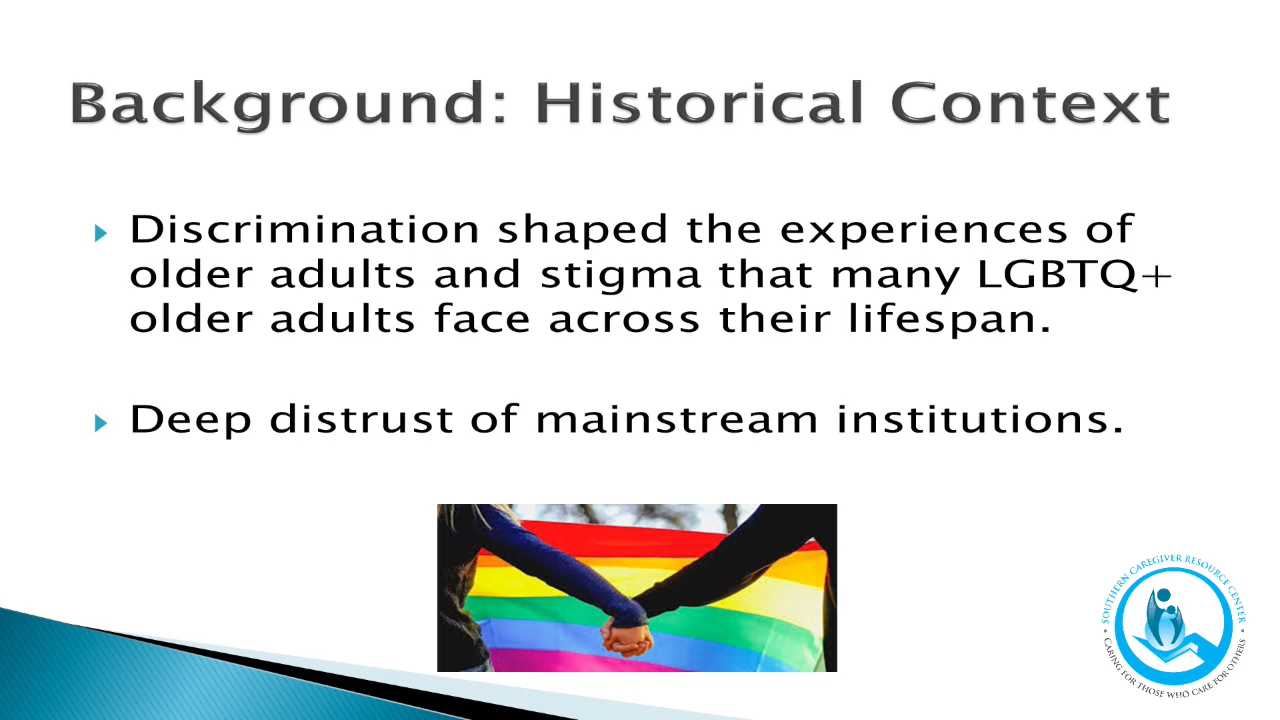 Background: Historical Context
Discrimination shaped the experiences of
older adults and stigma that many LGBTQ+
older adults face across their lifespan.
Deep distrust of mainstream institutions.
SOUTHERN CAREGIVER RESOURCE CENTER
• CARING FOR THOSE WHO CARE FOR OTHERS •